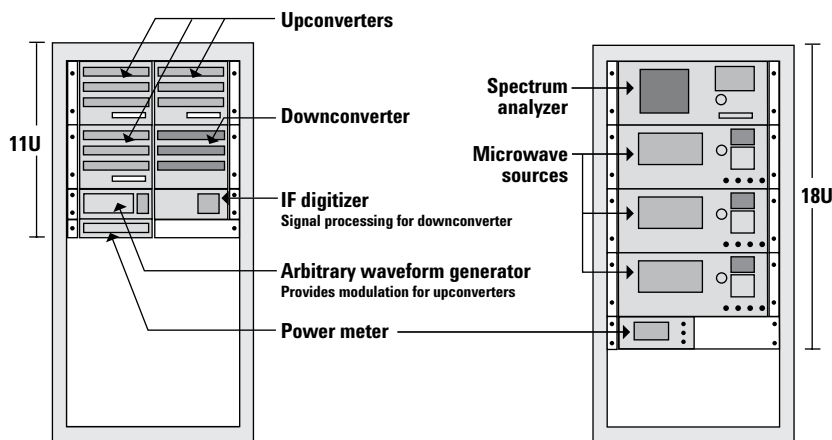 Upconverters
11U
Downconverter
IF digitizer
Signal processing for downconverter
Arbitrary waveform generator
Provides modulation for upconverters
Power meter
Spectrum
analyzer
Microwave
sources
18U